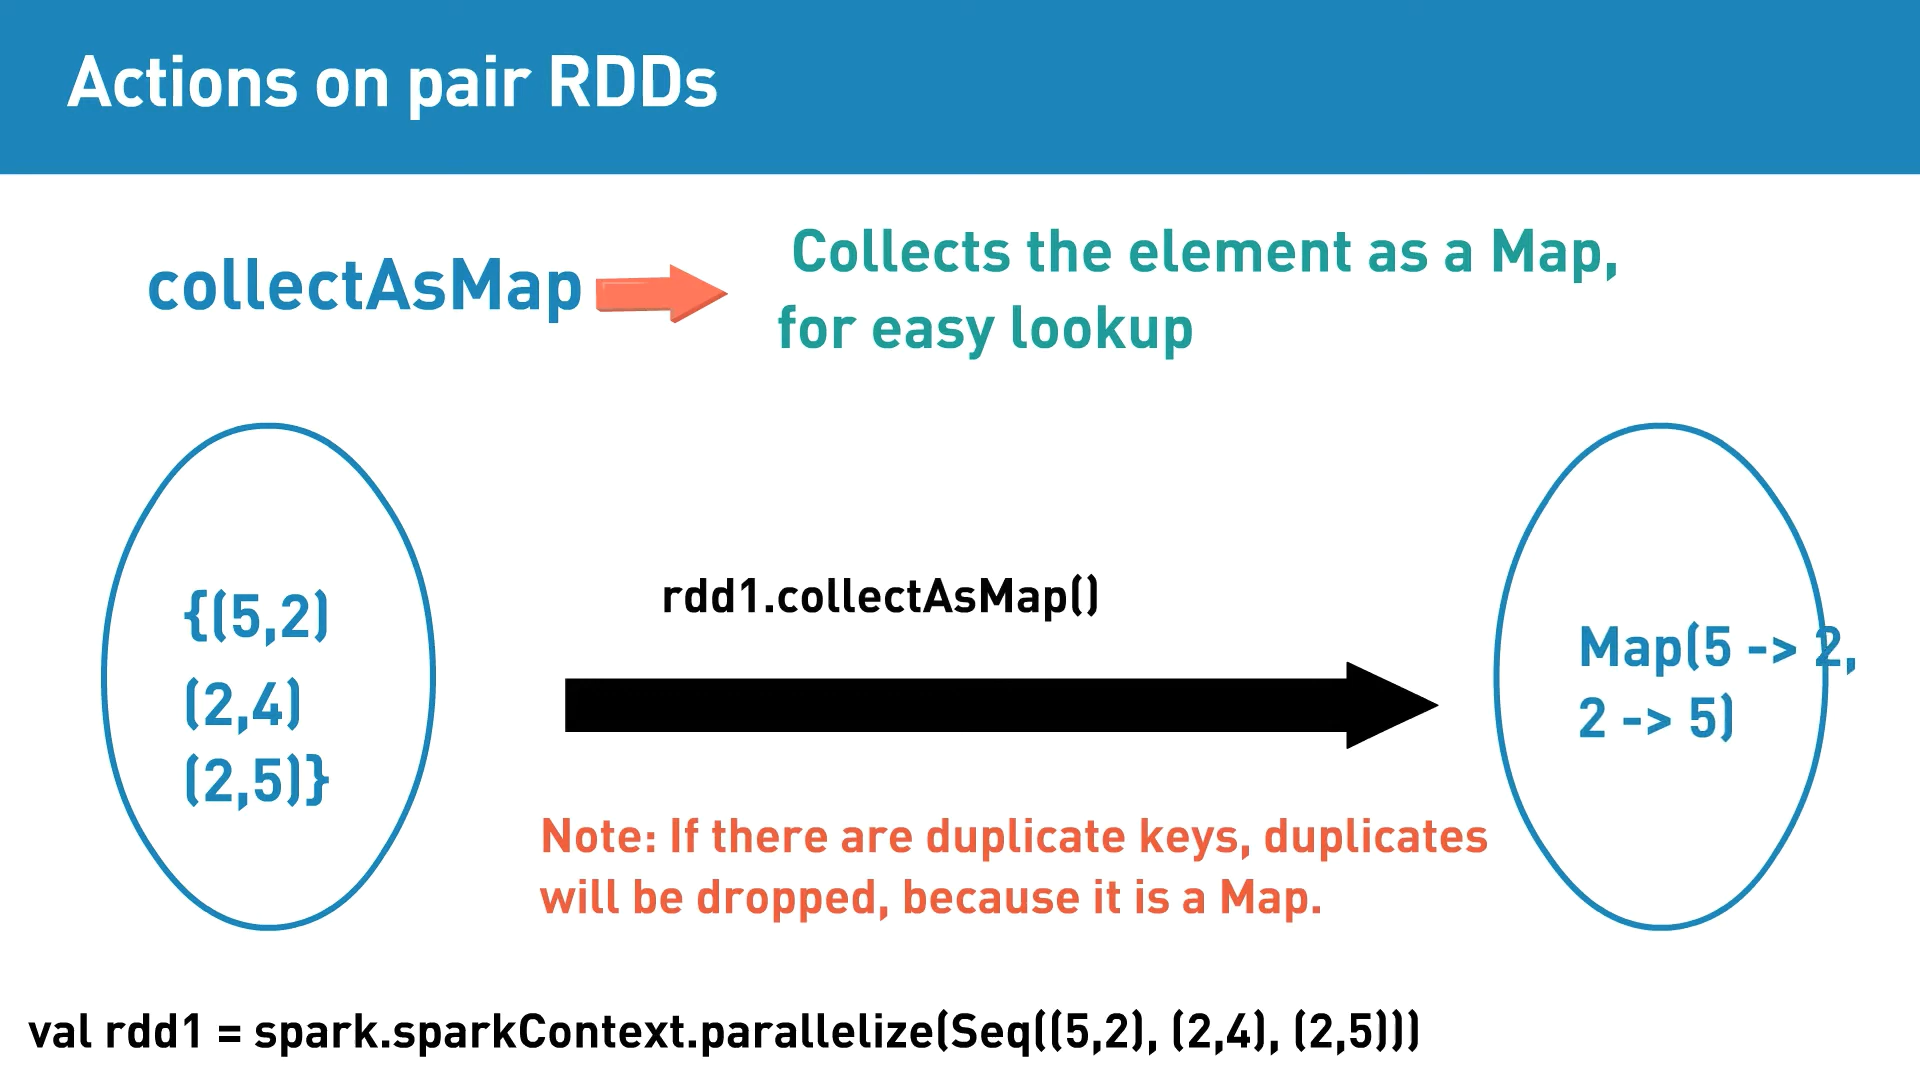 Actions on pair RDDs
collectAsMap
Collects the element as a Map,
for easy lookup
{(5,2)
(2,4)
(2,5)}
rdd1.collectAsMap()
Map(5 -> 2,
2 -> 5)
Note: If there are duplicate keys, duplicates
will be dropped, because it is a Map.
val rdd1 = spark.sparkContext.parallelize(Seq((5,2), (2,4), (2,5)))